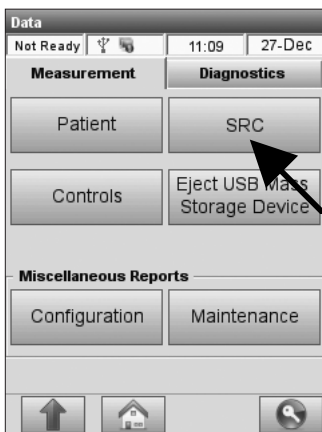 Data
Not Ready 11:09 27-Dec
Measurement Diagnostics
Patient SRC
Controls Eject USB Mass
Storage Device
Miscellaneous Reports
Configuration Maintenance